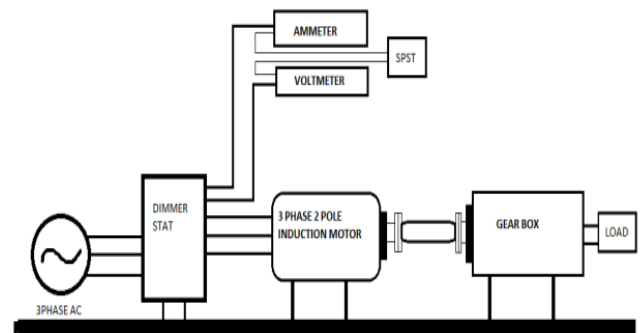 AMMETER
SPST
VOLTMETER
DIMMER
STAT
3 PHASE 2 POLE
INDUCTION MOTOR
GEAR BOX
LOAD
3PHASE AC